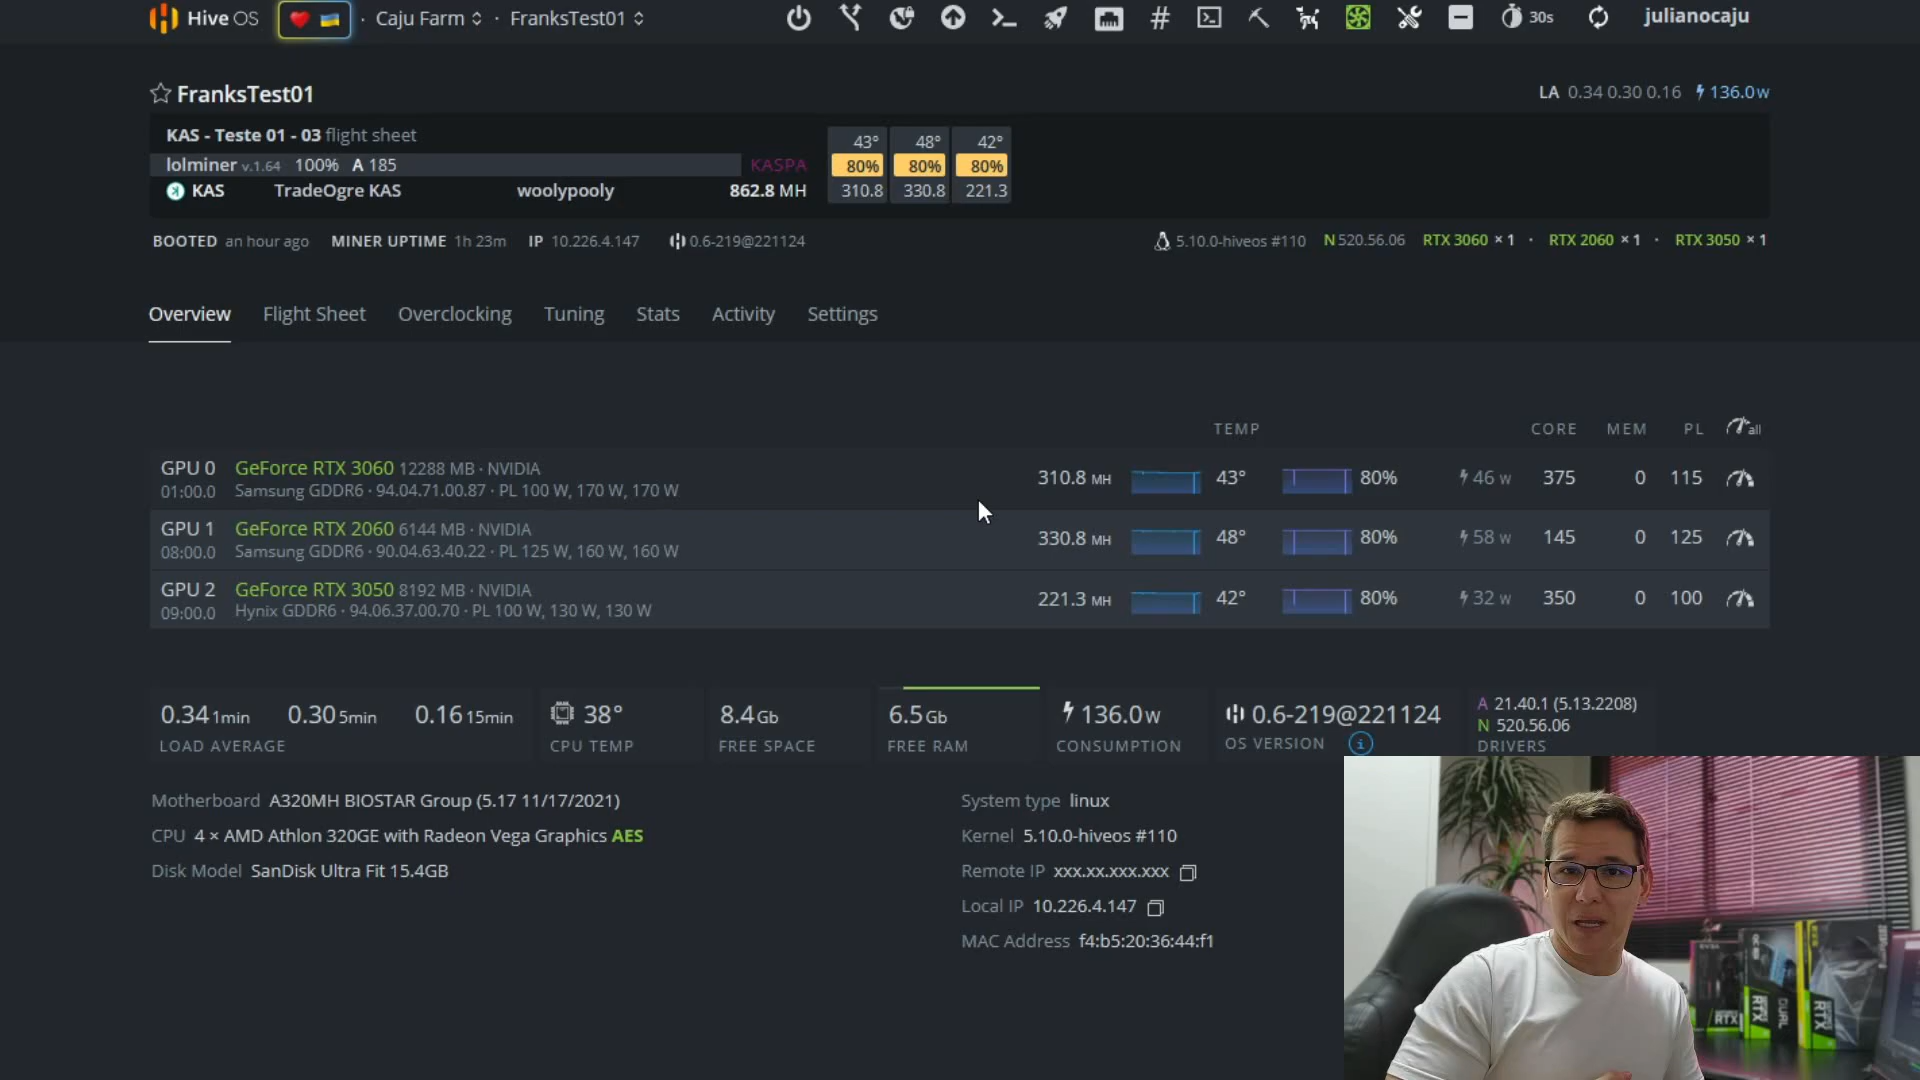 Hive OS · Caju Farm · FranksTest01 30s julianocaju
FranksTest01 LA 0.34 0.30 0.16 136.0w
KAS - Teste 01 - 03 flight sheet 43° 48° 42°
lolminer v.1.64 100% A 185 KASPA 80% 80% 80%
KAS TradeOgre KAS woolypooly 862.8 MH 310.8 330.8 221.3
BOOTED an hour ago MINER UPTIME 1h 23m IP 10.226.4.147 0.6-219@221124 5.10.0-hiveos #110 N 520.56.06 RTX 3060 × 1 · RTX 2060 × 1 · RTX 3050 × 1
Overview Flight Sheet Overclocking Tuning Stats Activity Settings
TEMP CORE MEM PL all
GPU 0 GeForce RTX 3060 12288 MB · NVIDIA
310.8 MH 43° 80% 46 w 375 0 115
01:00.0 Samsung GDDR6 · 94.04.71.00.87 · PL 100 W, 170 W, 170 W
GPU 1 GeForce RTX 2060 6144 MB · NVIDIA
330.8 MH 48° 80% 58 w 145 0 125
08:00.0 Samsung GDDR6 · 90.04.63.40.22 · PL 125 W, 160 W, 160 W
GPU 2 GeForce RTX 3050 8192 MB · NVIDIA
221.3 MH 42° 80% 32 w 350 0 100
09:00.0 Hynix GDDR6 · 94.06.37.00.70 · PL 100 W, 130 W, 130 W
0.34 1min 0.30 5min 0.16 15min
LOAD AVERAGE
38°
CPU TEMP
8.4 Gb
FREE SPACE
6.5 Gb
FREE RAM
136.0 w
CONSUMPTION
0.6-219@221124
OS VERSION
A 21.40.1 (5.13.2208)
N 520.56.06
DRIVERS
Motherboard A320MH BIOSTAR Group (5.17 11/17/2021)
CPU 4 × AMD Athlon 320GE with Radeon Vega Graphics AES
Disk Model SanDisk Ultra Fit 15.4GB
System type linux
Kernel 5.10.0-hiveos #110
Remote IP xxx.xx.xxx.xxx
Local IP 10.226.4.147
MAC Address f4:b5:20:36:44:f1
RTX
RTX
DUAL
RTX